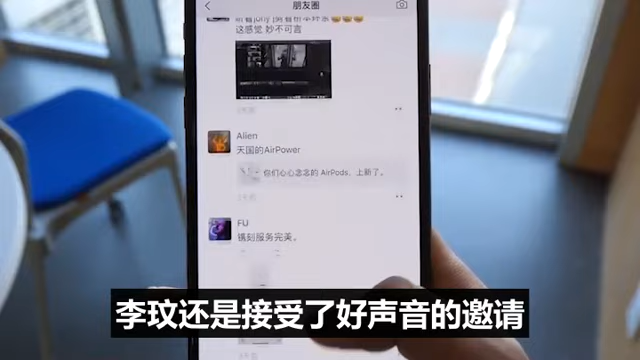 朋友圈
这感觉 妙不可言
Alien
天国的AirPower
你们心心念念的 AirPods，上新了。
FU
镌刻服务完美。
李玟还是接受了好声音的邀请